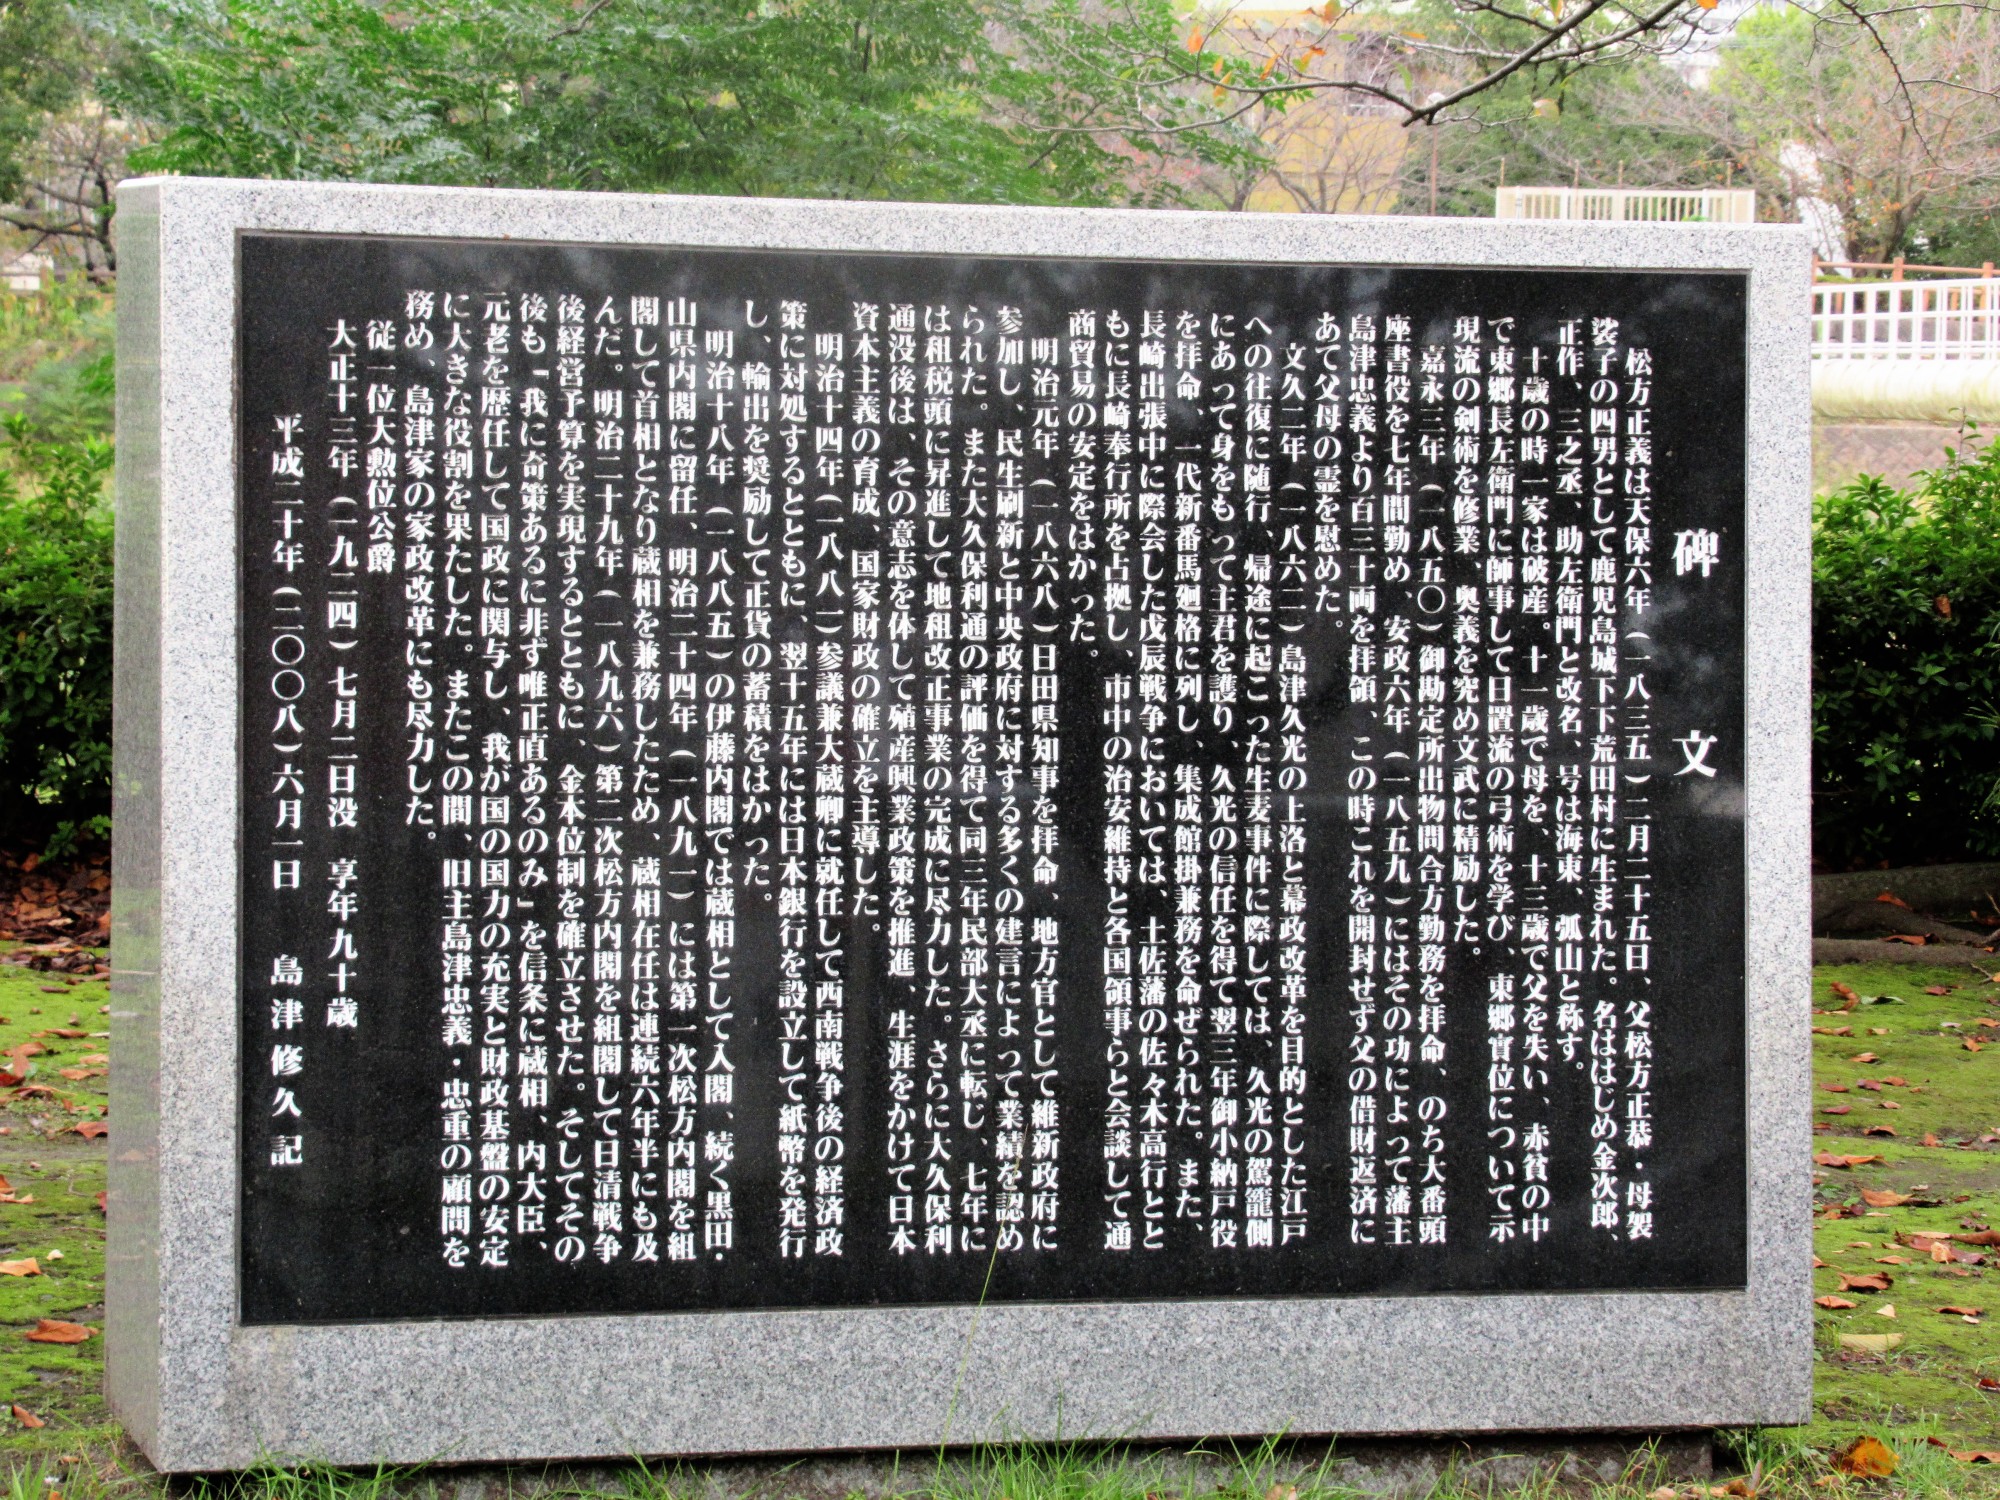 碑文
松方正義は天保六年(一八三五)二月二十五日、父松方正恭・母袈
裟子の四男として鹿児島城下下荒田村に生まれた。名ははじめ金次郎、
正作、三之丞、助左衛門と改名、号は海東、孤山と称す。
十歳の時一家は破産。十一歳で母を、十三歳で父を失い、赤貧の中
で東郷長左衛門に師事して日置流の弓術を学び、東郷實位について示
現流の剣術を修業、奥義を究め文武に精励した。
嘉永三年(一八五〇)御勘定所出物問合方勤務を拝命、のち大番頭
座書役を七年間勤め、安政六年(一八五九)にはその功によって藩主
島津忠義より百三十両を拝領、この時これを開封せず父の借財返済に
あて父母の霊を慰めた。
文久二年(一八六二)島津久光の上洛と幕政改革を目的とした江戸
への往復に随行、帰途に起こった生麦事件に際しては、久光の駕籠側
にあって身をもって主君を護り、久光の信任を得て翌三年御小納戸役
を拝命、一代新番馬廻格に列し、集成館掛兼務を命ぜられた。また、
長崎出張中に際会した戊辰戦争においては、土佐藩の佐々木高行とと
もに長崎奉行所を占拠し、市中の治安維持と各国領事らと会談して通
商貿易の安定をはかった。
明治元年(一八六八)日田県知事を拝命、地方官として維新政府に
参加し、民生刷新と中央政府に対する多くの建言によって業績を認め
られた。また大久保利通の評価を得て同三年民部大丞に転じ、七年に
は租税頭に昇進して地租改正事業の完成に尽力した。さらに大久保利
通没後は、その意志を体して殖産興業政策を推進、生涯をかけて日本
資本主義の育成、国家財政の確立を主導した。
明治十四年(一八八一)参議兼大蔵卿に就任して西南戦争後の経済政
策に対処するとともに、翌十五年には日本銀行を設立して紙幣を発行
し、輸出を奨励して正貨の蓄積をはかった。
明治十八年(一八八五)の伊藤内閣では蔵相として入閣、続く黒田・
山県内閣に留任、明治二十四年(一八九一)には第一次松方内閣を組
閣して首相となり蔵相を兼務したため、蔵相在任は連続六年半にも及
んだ。明治二十九年(一八九六)第二次松方内閣を組閣して日清戦争
後経営予算を実現するとともに、金本位制を確立させた。そしてその
後も「我に奇策あるに非ず唯正直あるのみ」を信条に蔵相、内大臣、
元老を歴任して国政に関与し、我が国の国力の充実と財政基盤の安定
に大きな役割を果たした。またこの間、旧主島津忠義・忠重の顧問を
務め、島津家の家政改革にも尽力した。
従一位大勲位公爵
大正十三年(一九二四)七月二日没 享年九十歳
平成二十年(二〇〇八)六月一日 島津修久 記